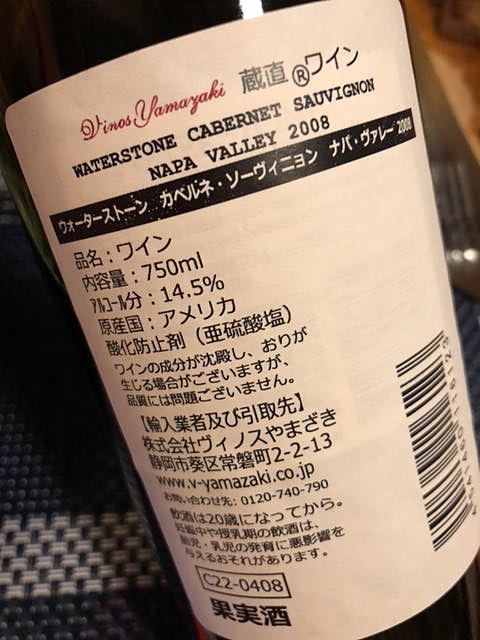 Vinos Yamazaki 蔵直®ワイン
WATERSTONE CABERNET SAUVIGNON
NAPA VALLEY 2008
ウォーターストーン カベルネ・ソーヴィニョン ナパ・ヴァレー 2008
品名：ワイン
内容量：750ml
アルコール分：14.5%
原産国：アメリカ
酸化防止剤（亜硫酸塩）
ワインの成分が沈殿し、おりが
生じる場合がございますが、
品質には問題ございません。
【輸入業者及び引取先】
株式会社ヴィノスやまざき
静岡市葵区常磐町2-2-13
www.v-yamazaki.co.jp
お問い合わせ先：0120-740-790
飲酒は20歳になってから。
妊娠中や授乳期の飲酒は、
胎児・乳児の発育に悪影響を
与えるおそれがあります。
C22-0408
果実酒